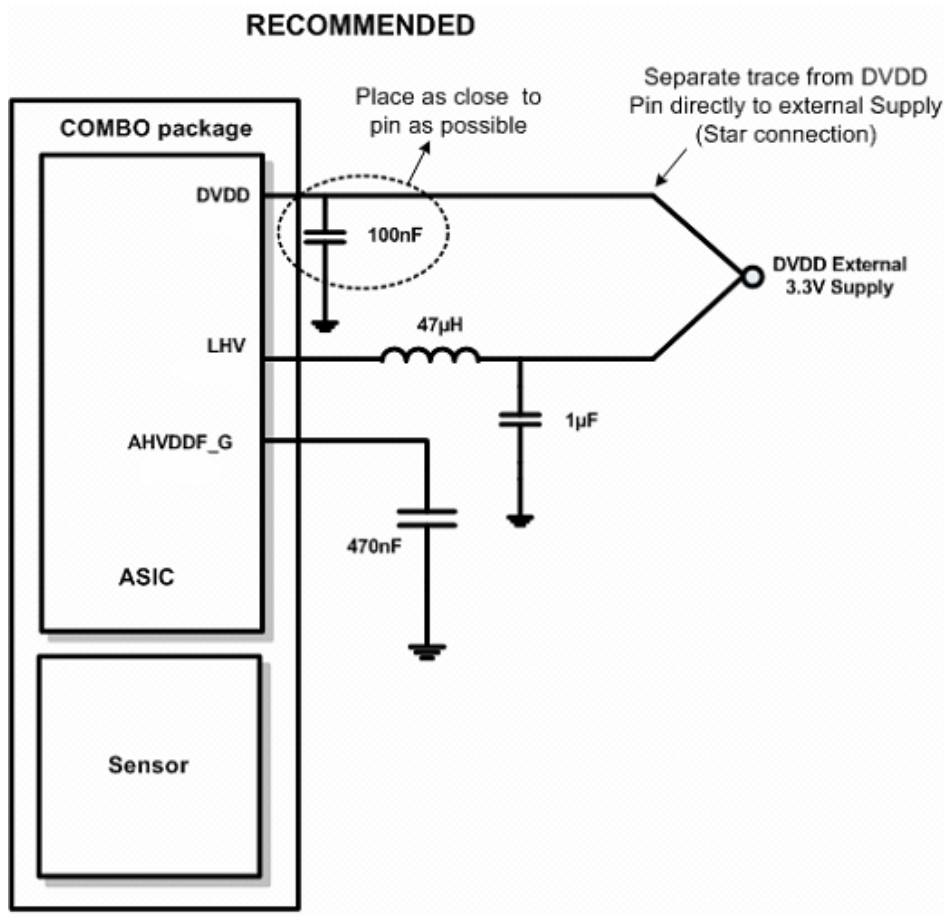 RECOMMENDED
Place as close to
pin as possible
Separate trace from DVDD
Pin directly to external Supply
(Star connection)
COMBO package
DVDD
100nF
DVDD External
3.3V Supply
47µH
LHV
1µF
AHVDDF_G
470nF
ASIC
Sensor